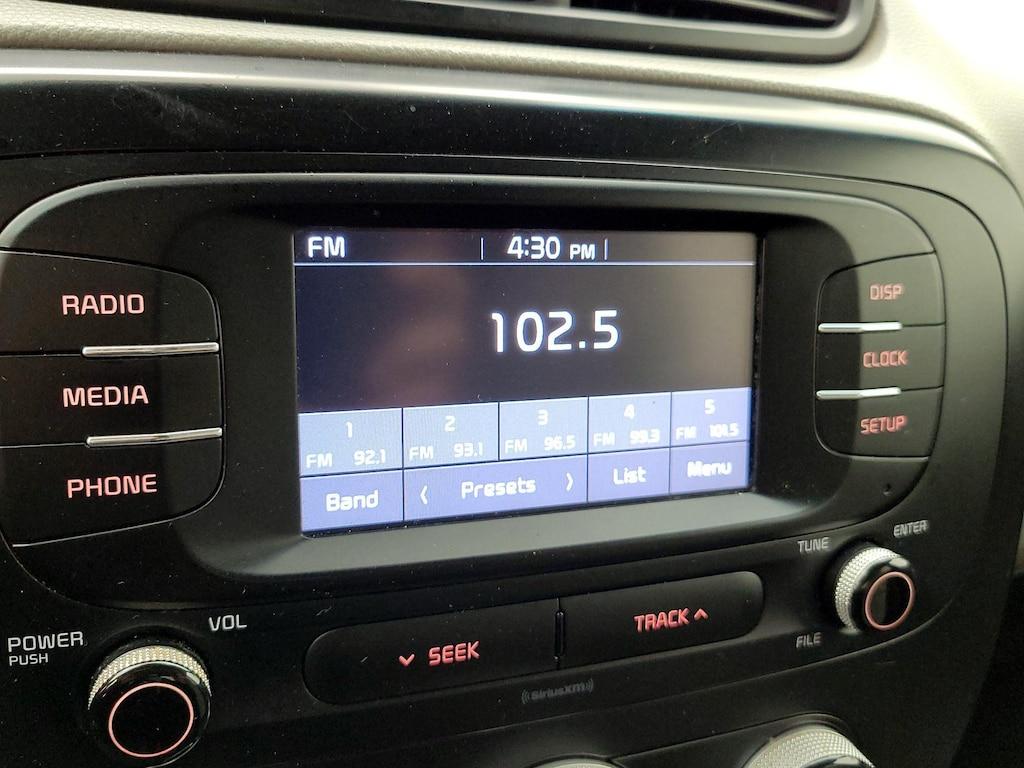 FM 4:30 PM
102.5
1 2 3 4 5
FM 92.1 FM 93.1 FM 96.5 FM 99.3 FM 101.5
Band < Presets > List Menu
RADIO
MEDIA
PHONE
DISP
CLOCK
SETUP
POWER
PUSH
VOL
SEEK
TRACK
TUNE
ENTER
FILE
((SiriusXM))